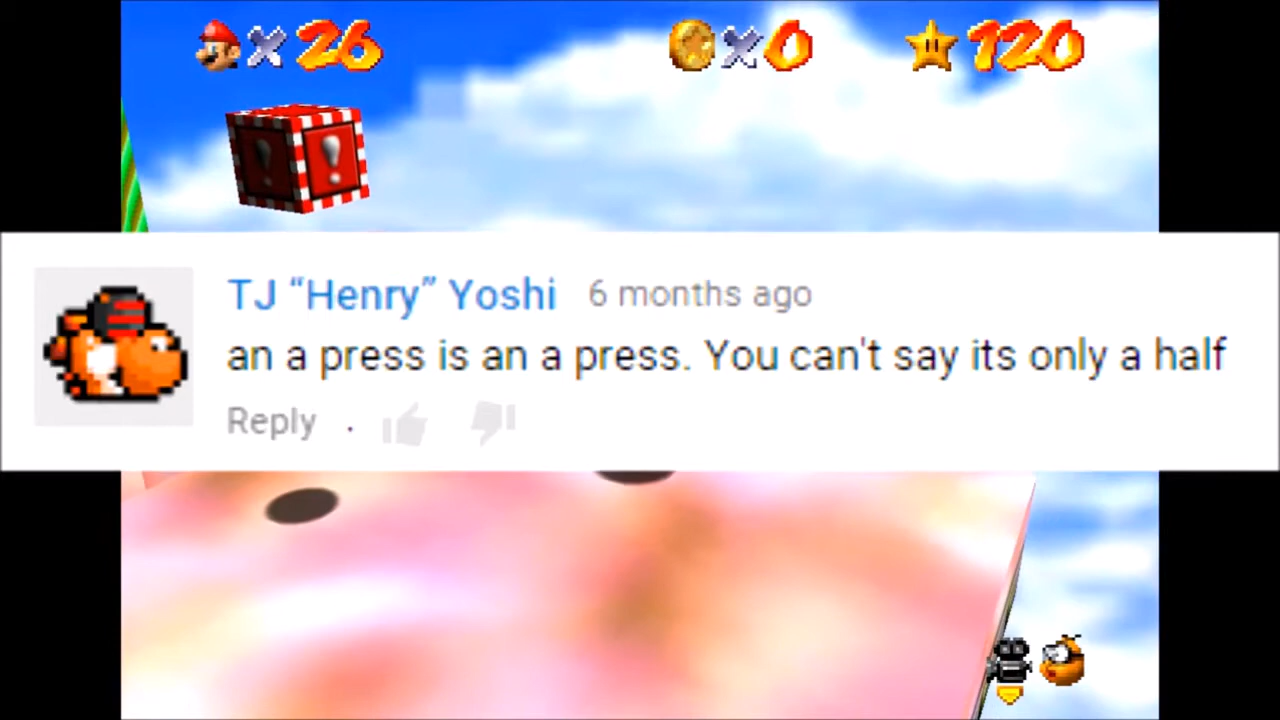 ×26 ×0 ×120
! !
TJ “Henry” Yoshi 6 months ago
an a press is an a press. You can't say its only a half
Reply .